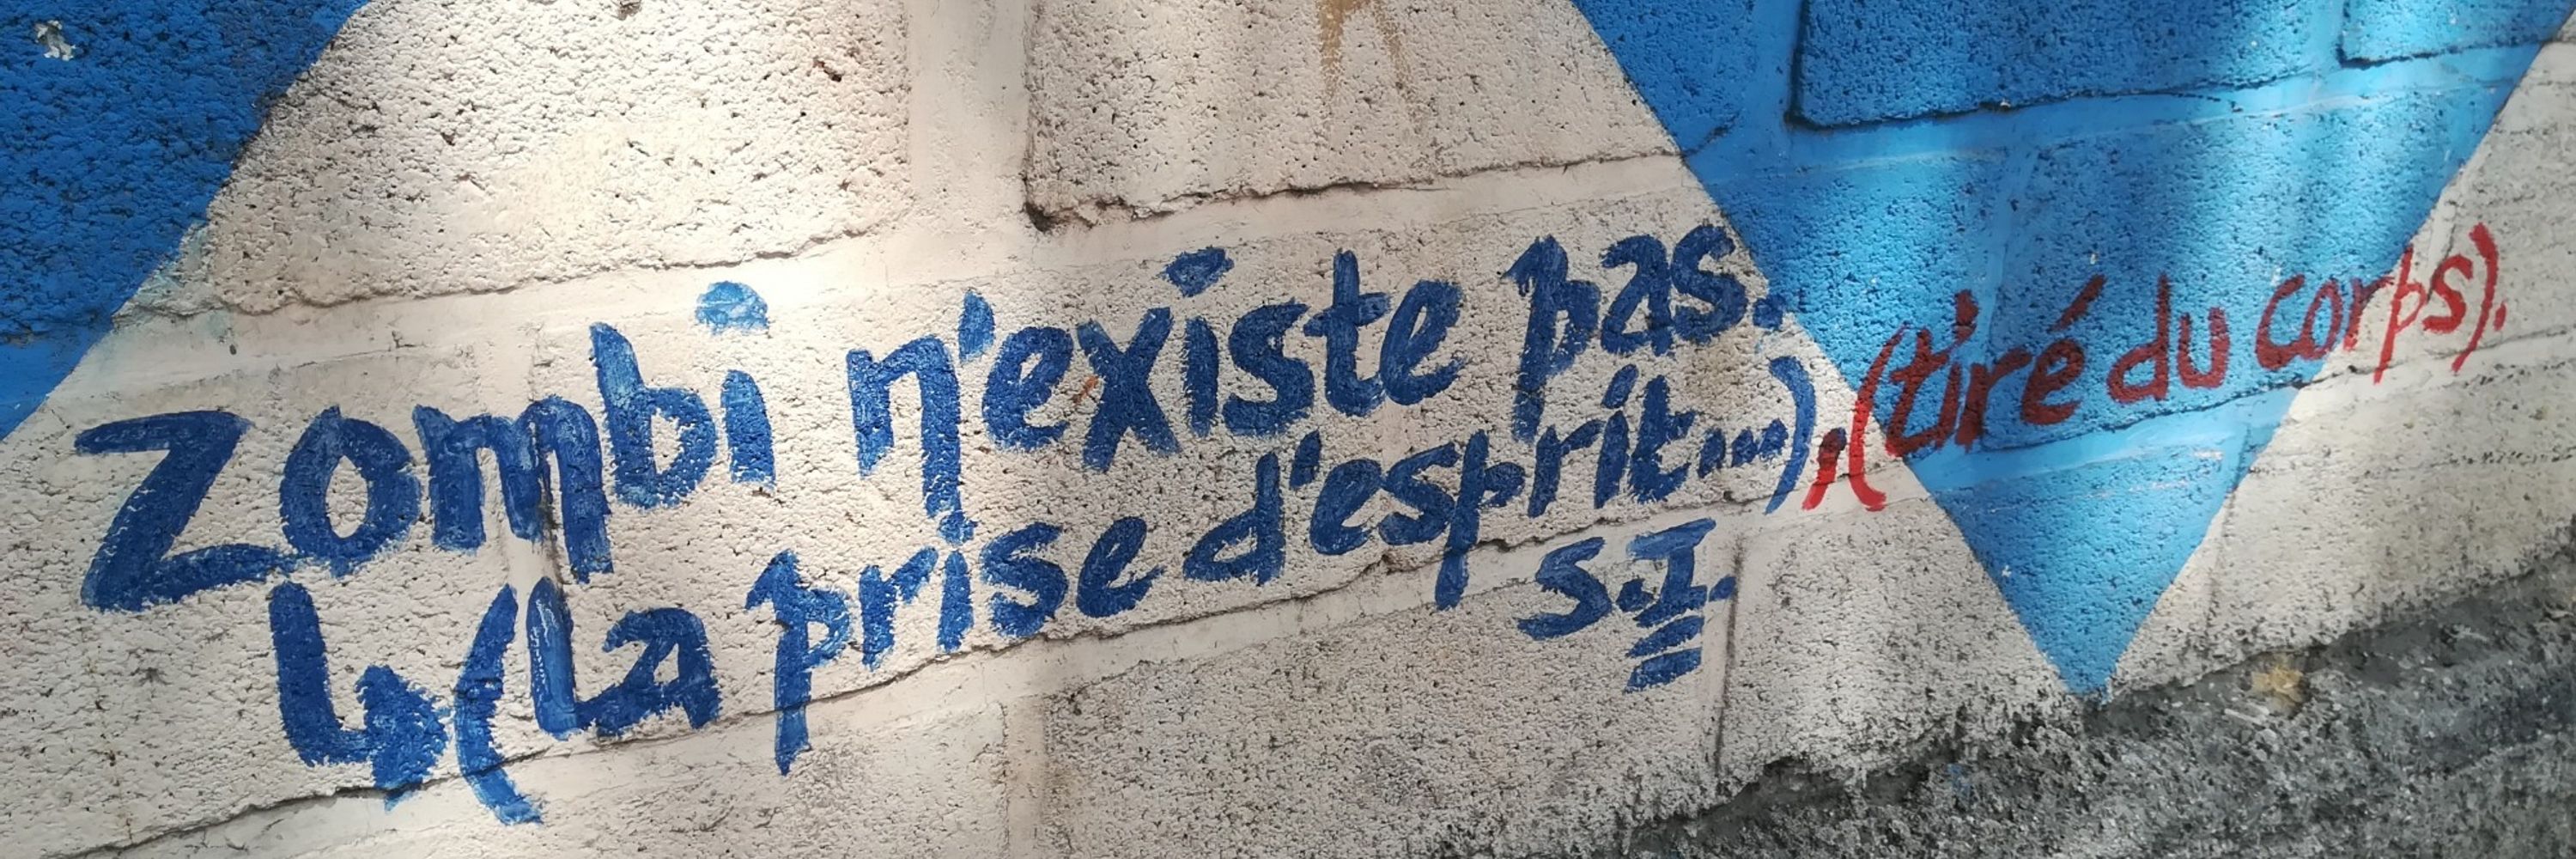 Zombi n'existe pas.
↳(La prise d'esprit...), (tiré du corps).
S.I.